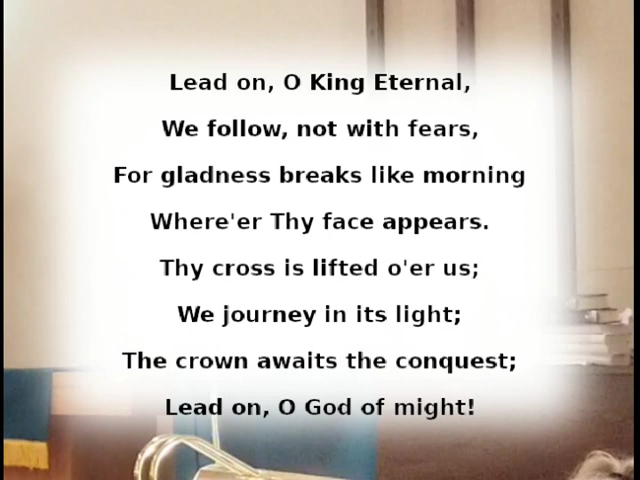 Lead on, O King Eternal,
We follow, not with fears,
For gladness breaks like morning
Where'er Thy face appears.
Thy cross is lifted o'er us;
We journey in its light;
The crown awaits the conquest;
Lead on, O God of might!